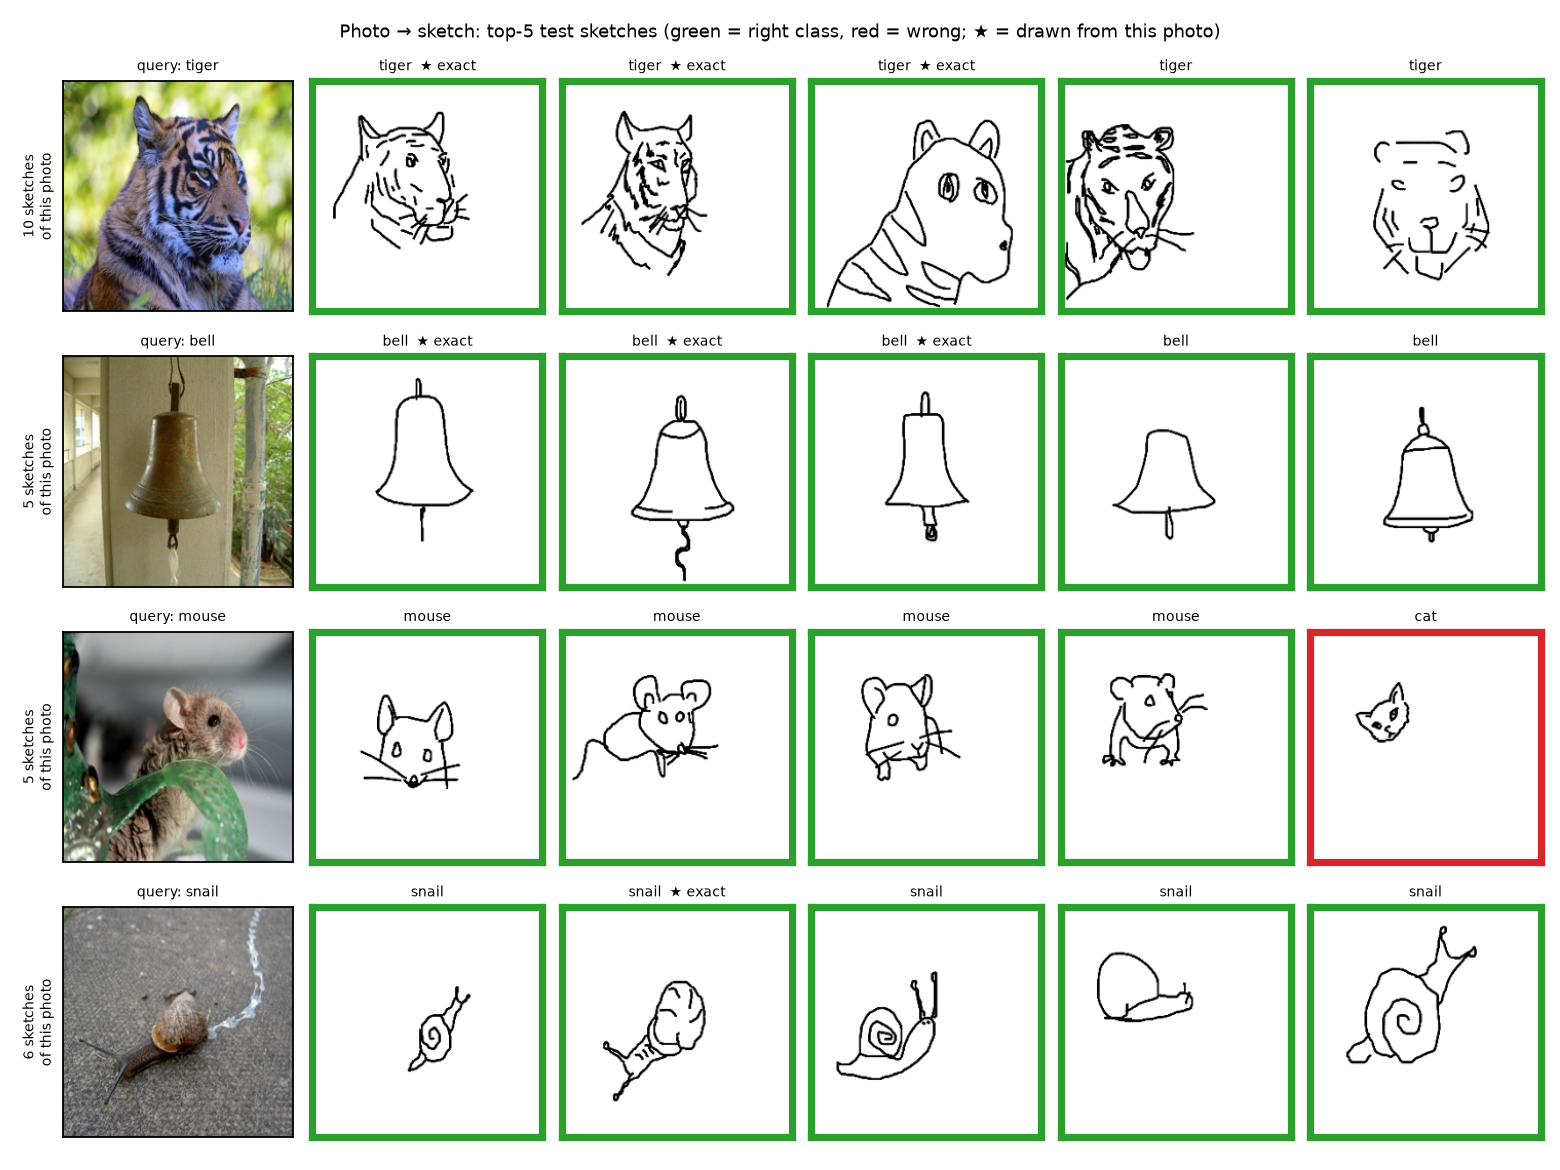 Photo → sketch: top-5 test sketches (green = right class, red = wrong; ★ = drawn from this photo)
query: tiger
tiger ★ exact
tiger ★ exact
tiger ★ exact
tiger
tiger
10 sketches
of this photo
query: bell
bell ★ exact
bell ★ exact
bell ★ exact
bell
bell
5 sketches
of this photo
query: mouse
mouse
mouse
mouse
mouse
cat
5 sketches
of this photo
query: snail
snail
snail ★ exact
snail
snail
snail
6 sketches
of this photo